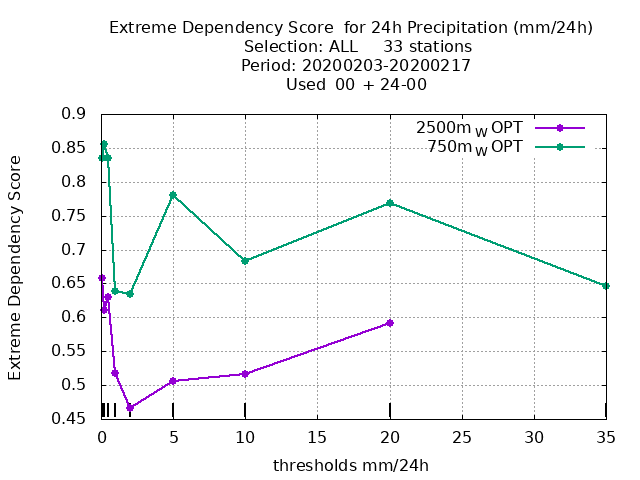 Extreme Dependency Score  for 24h Precipitation (mm/24h)
Selection: ALL     33 stations
Period: 20200203-20200217
Used  00 + 24-00
2500m W OPT
750m W OPT
Extreme Dependency Score
0.9
0.85
0.8
0.75
0.7
0.65
0.6
0.55
0.5
0.45
0 5 10 15 20 25 30 35
thresholds mm/24h